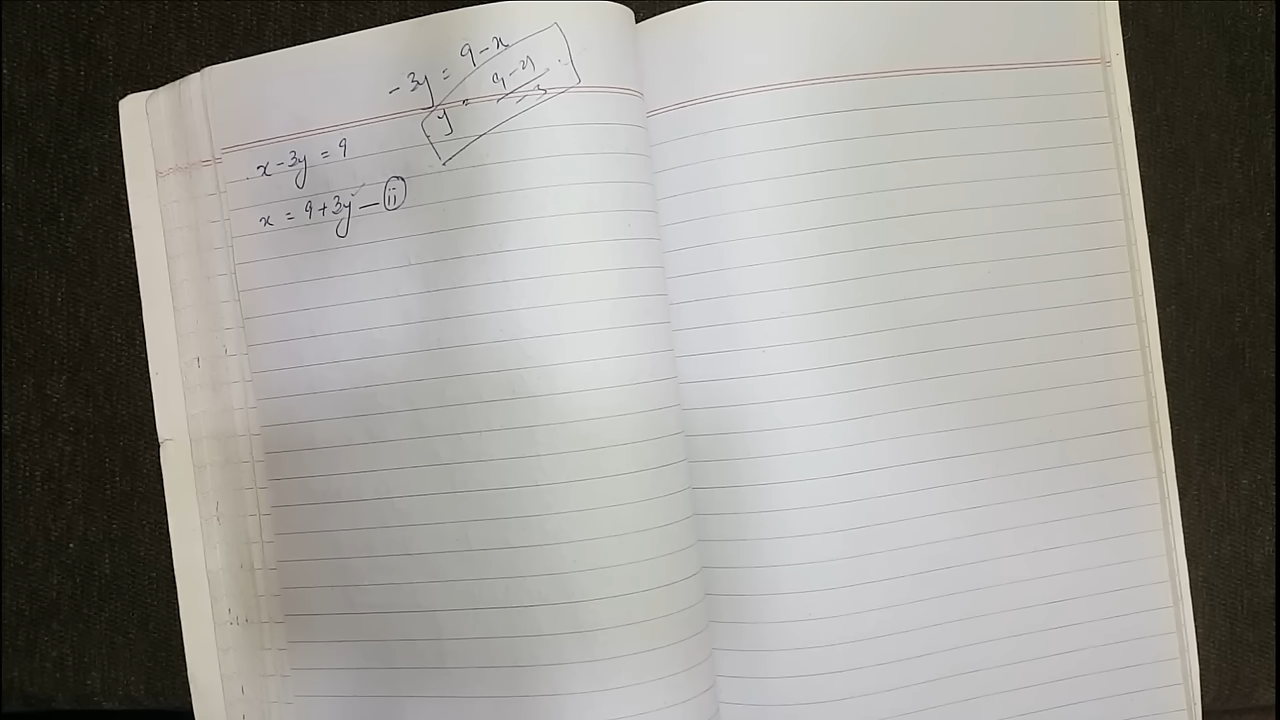 -3y = 9-x
y = 9-x/-3
x-3y = 9
x = 9+3y — ii